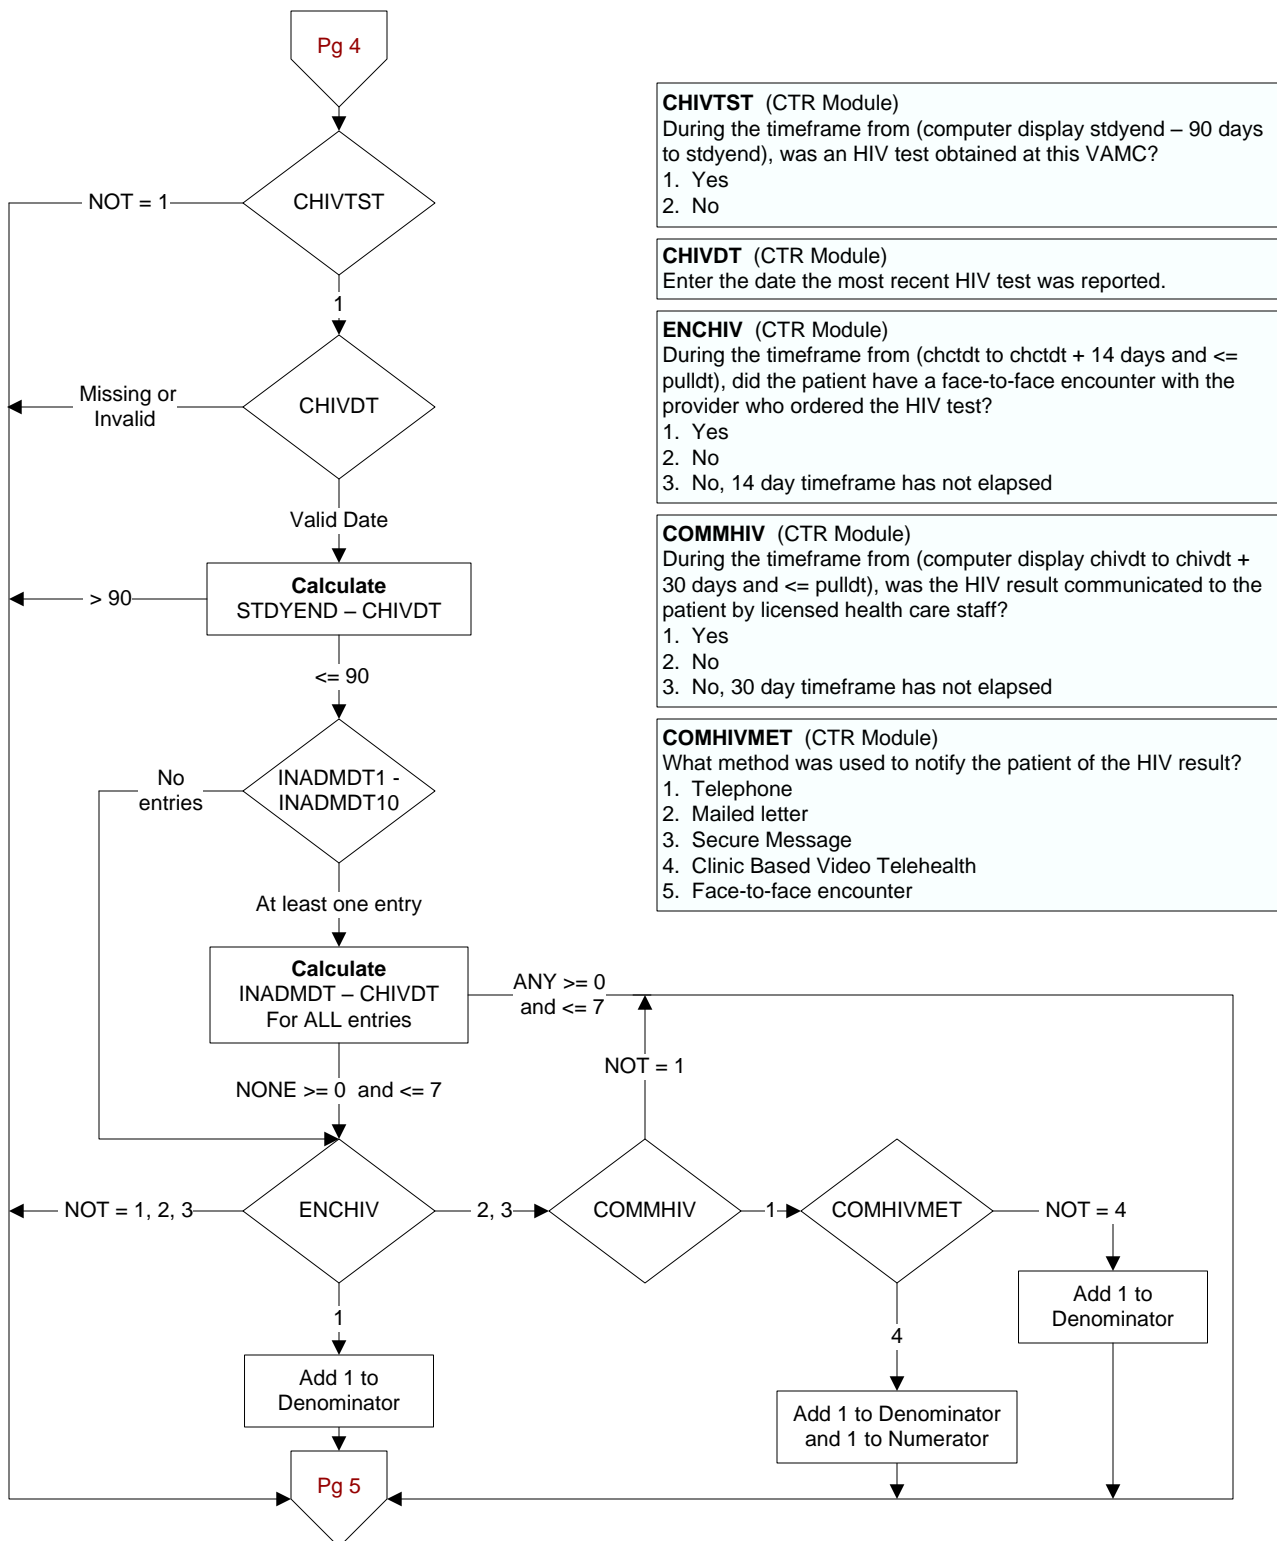 Pg 4
CHIVTST (CTR Module)
During the timeframe from (computer display stdyend – 90 days
to stdyend), was an HIV test obtained at this VAMC?
1. Yes
2. No
NOT = 1
CHIVTST
1
CHIVDT (CTR Module)
Enter the date the most recent HIV test was reported.
ENCHIV (CTR Module)
During the timeframe from (chctdt to chctdt + 14 days and <=
pulldt), did the patient have a face-to-face encounter with the
provider who ordered the HIV test?
1. Yes
2. No
3. No, 14 day timeframe has not elapsed
Missing or
Invalid
CHIVDT
Valid Date
COMMHIV (CTR Module)
During the timeframe from (computer display chivdt to chivdt +
30 days and <= pulldt), was the HIV result communicated to the
patient by licensed health care staff?
1. Yes
2. No
3. No, 30 day timeframe has not elapsed
> 90
Calculate
STDYEND – CHIVDT
<= 90
COMHIVMET (CTR Module)
What method was used to notify the patient of the HIV result?
1. Telephone
2. Mailed letter
3. Secure Message
4. Clinic Based Video Telehealth
5. Face-to-face encounter
No
entries
INADMDT1 -
INADMDT10
At least one entry
Calculate
INADMDT – CHIVDT
For ALL entries
ANY >= 0
and <= 7
NOT = 1
NONE >= 0 and <= 7
NOT = 1, 2, 3
ENCHIV
2, 3
COMMHIV
1
COMHIVMET
NOT = 4
1
4
Add 1 to
Denominator
Add 1 to
Denominator
Add 1 to Denominator
and 1 to Numerator
Pg 5